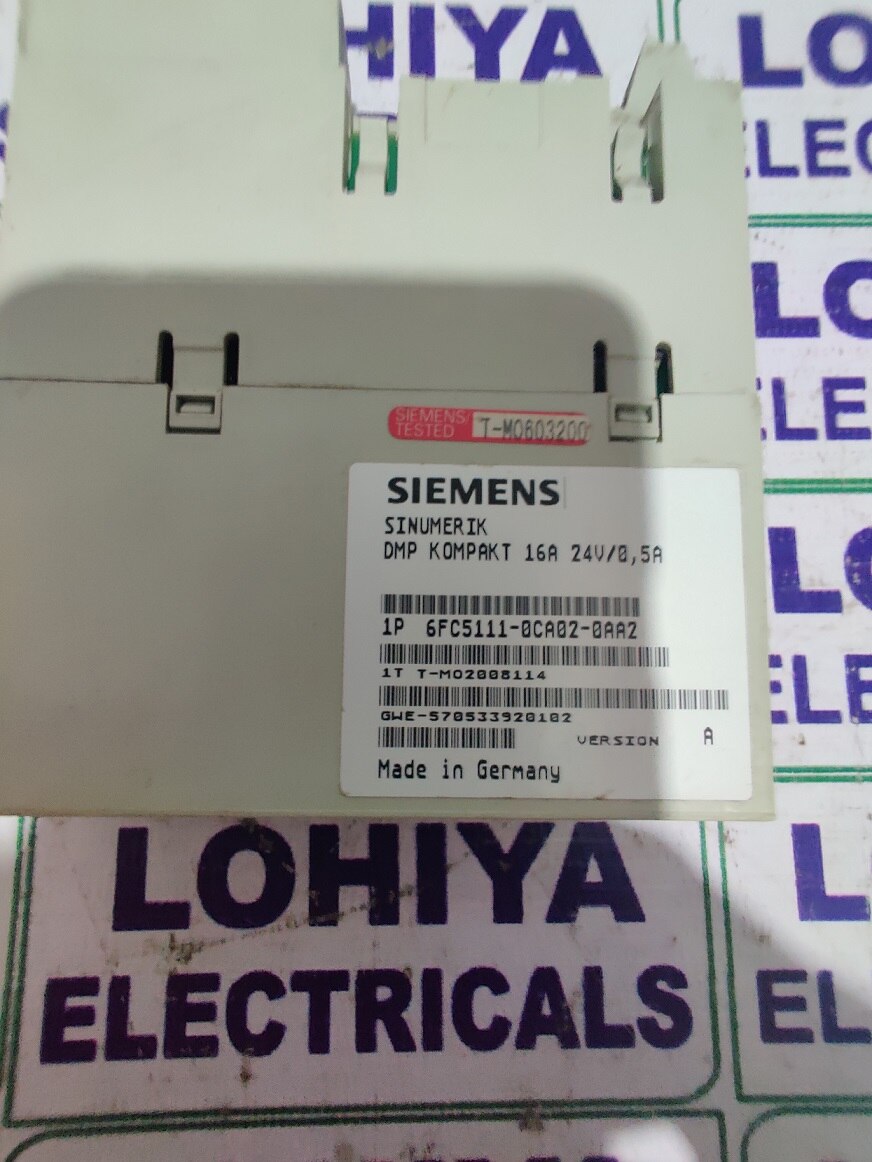 HIYA
LO
LEC
LO
ELE
SIEMENS
TESTED
T-M0603200
SIEMENS
SINUMERIK
DMP KOMPAKT 16A 24V/0,5A
1P 6FC5111-0CA02-0AA2
1T T-M02008114
GWE-570533920102
VERSION A
Made in Germany
LO
ELE
LOHIYA
ELECTRICALS
L
EL